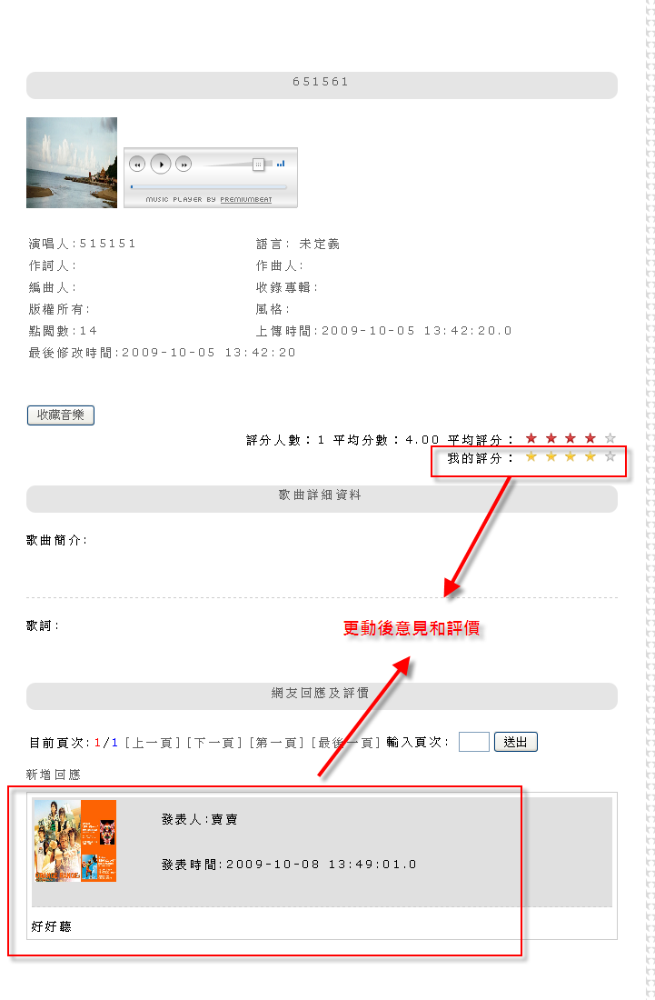 651561
MUSIC PLAYER BY PREMIUMBEAT
演唱人:515151 語言: 未定義
作詞人: 作曲人:
編曲人: 收錄專輯:
版權所有: 風格:
點閱數:14 上傳時間:2009-10-05 13:42:20.0
最後修改時間:2009-10-05 13:42:20
收藏音樂
評分人數：1 平均分數：4.00 平均評分：
我的評分：
歌曲詳細資料
歌曲簡介:
歌詞:
更動後意見和評價
網友回應及評價
目前頁次:1/1 [上一頁] [下一頁] [第一頁] [最後一頁] 輸入頁次: 送出
新增回應
發表人:賣賣
發表時間:2009-10-08 13:49:01.0
好好聽